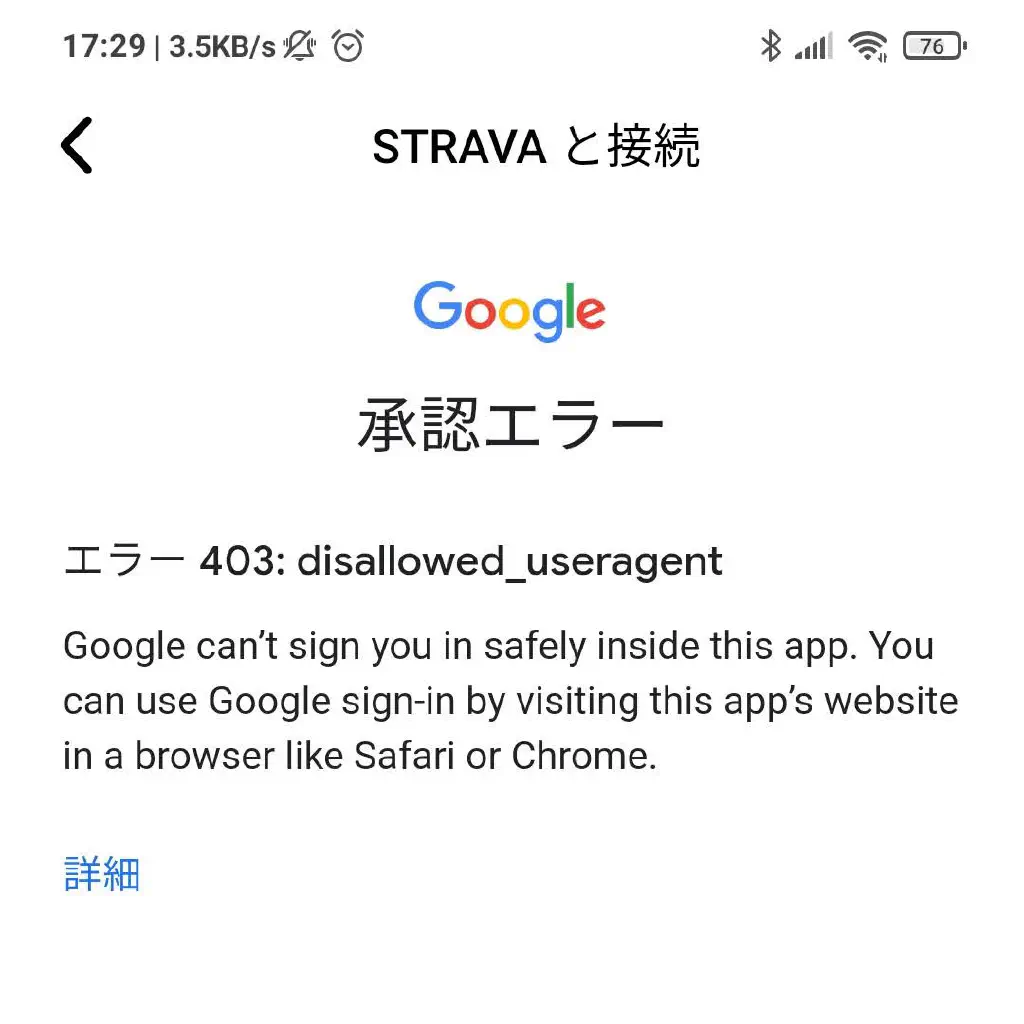 17:29 | 3.5KB/s 76
STRAVA と接続
Google
承認エラー
エラー 403: disallowed_useragent
Google can’t sign you in safely inside this app. You
can use Google sign-in by visiting this app’s website
in a browser like Safari or Chrome.
詳細